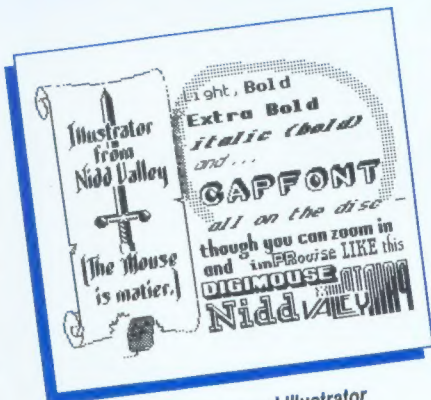 Illustrator
from
Nidd Valley
(The Mouse
is matier.)
Light, Bold
Extra Bold
italic (bold)
and...
CAPFONT
all on the disc –
though you can zoom in
and imPRovise LIKE this
DIGIMOUSE
Nidd VALLEY
Illustrator